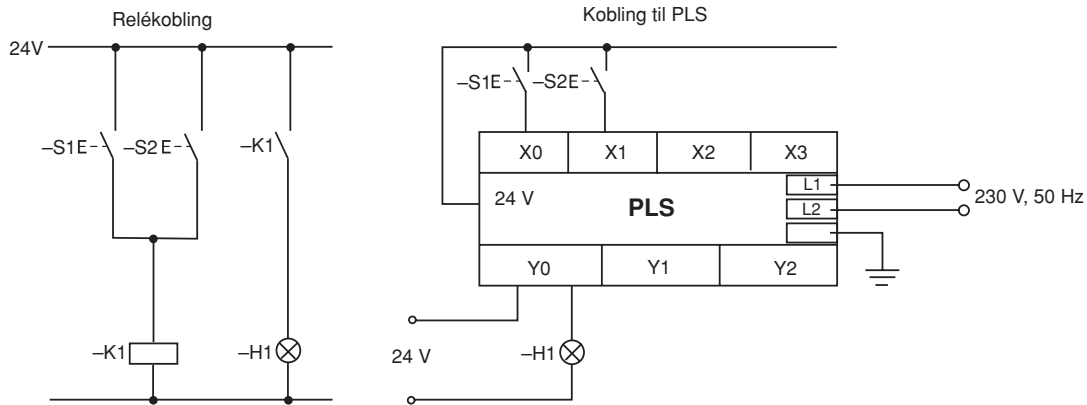 Relékobling
24V
–S1E
–S2E
–K1
–K1
–H1
Kobling til PLS
–S1E
–S2E
X0 X1 X2 X3
24 V PLS L1
L2
230 V, 50 Hz
Y0 Y1 Y2
24 V
–H1